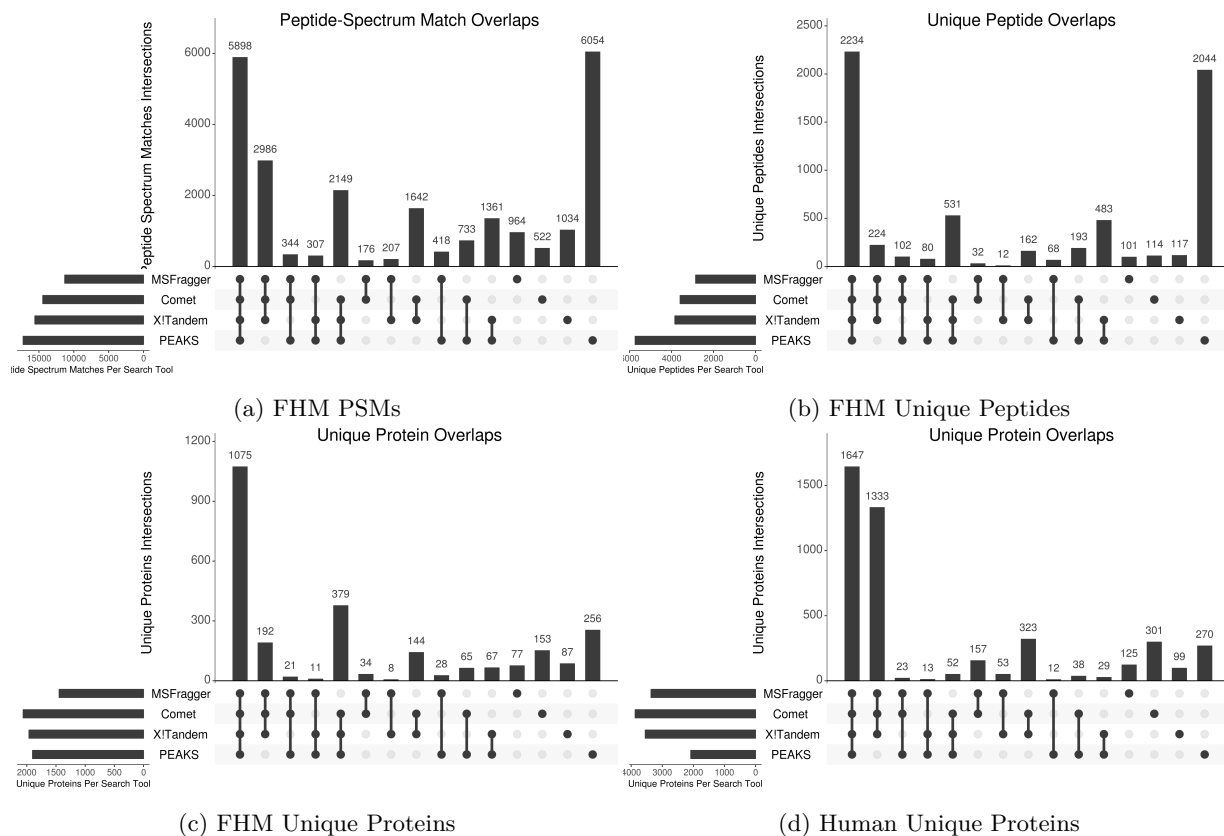 Peptide-Spectrum Match Overlaps
Peptide Spectrum Matches Intersections
6000
4000
2000
0
5898
2986
344
307
2149
176
207
1642
418
733
1361
964
522
1034
6054
MSFragger
Comet
X!Tandem
PEAKS
15000 10000 5000 0
tide Spectrum Matches Per Search Tool
(a) FHM PSMs
Unique Peptide Overlaps
Unique Peptides Intersections
2500
2000
1500
1000
500
0
2234
224
102
80
531
32
12
162
68
193
483
101
114
117
2044
MSFragger
Comet
X!Tandem
PEAKS
6000 4000 2000 0
Unique Peptides Per Search Tool
(b) FHM Unique Peptides
Unique Protein Overlaps
Unique Proteins Intersections
1200
900
600
300
0
1075
192
21
11
379
34
8
144
28
65
67
77
153
87
256
MSFragger
Comet
X!Tandem
PEAKS
2000 1500 1000 500 0
Unique Proteins Per Search Tool
(c) FHM Unique Proteins
Unique Protein Overlaps
Unique Proteins Intersections
1500
1000
500
0
1647
1333
23
13
52
157
53
323
12
38
29
125
301
99
270
MSFragger
Comet
X!Tandem
PEAKS
4000 3000 2000 1000 0
Unique Proteins Per Search Tool
(d) Human Unique Proteins